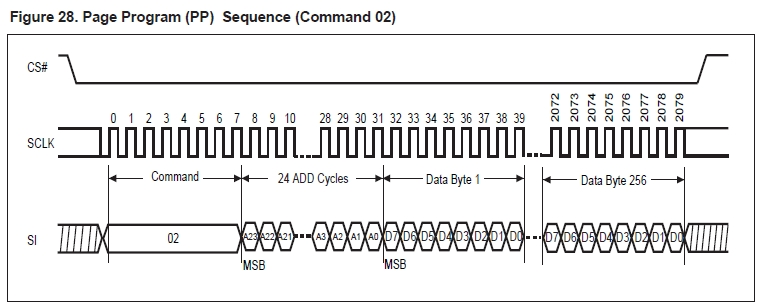 Figure 28. Page Program (PP) Sequence (Command 02)
CS#
0 1 2 3 4 5 6 7 8 9 10 28 29 30 31 32 33 34 35 36 37 38 39 2072 2073 2074 2075 2076 2077 2078 2079
SCLK
Command 24 ADD Cycles Data Byte 1 Data Byte 256
SI 02 A23 A22 A21 A3 A2 A1 A0 D7 D6 D5 D4 D3 D2 D1 D0 D7 D6 D5 D4 D3 D2 D1 D0
MSB MSB